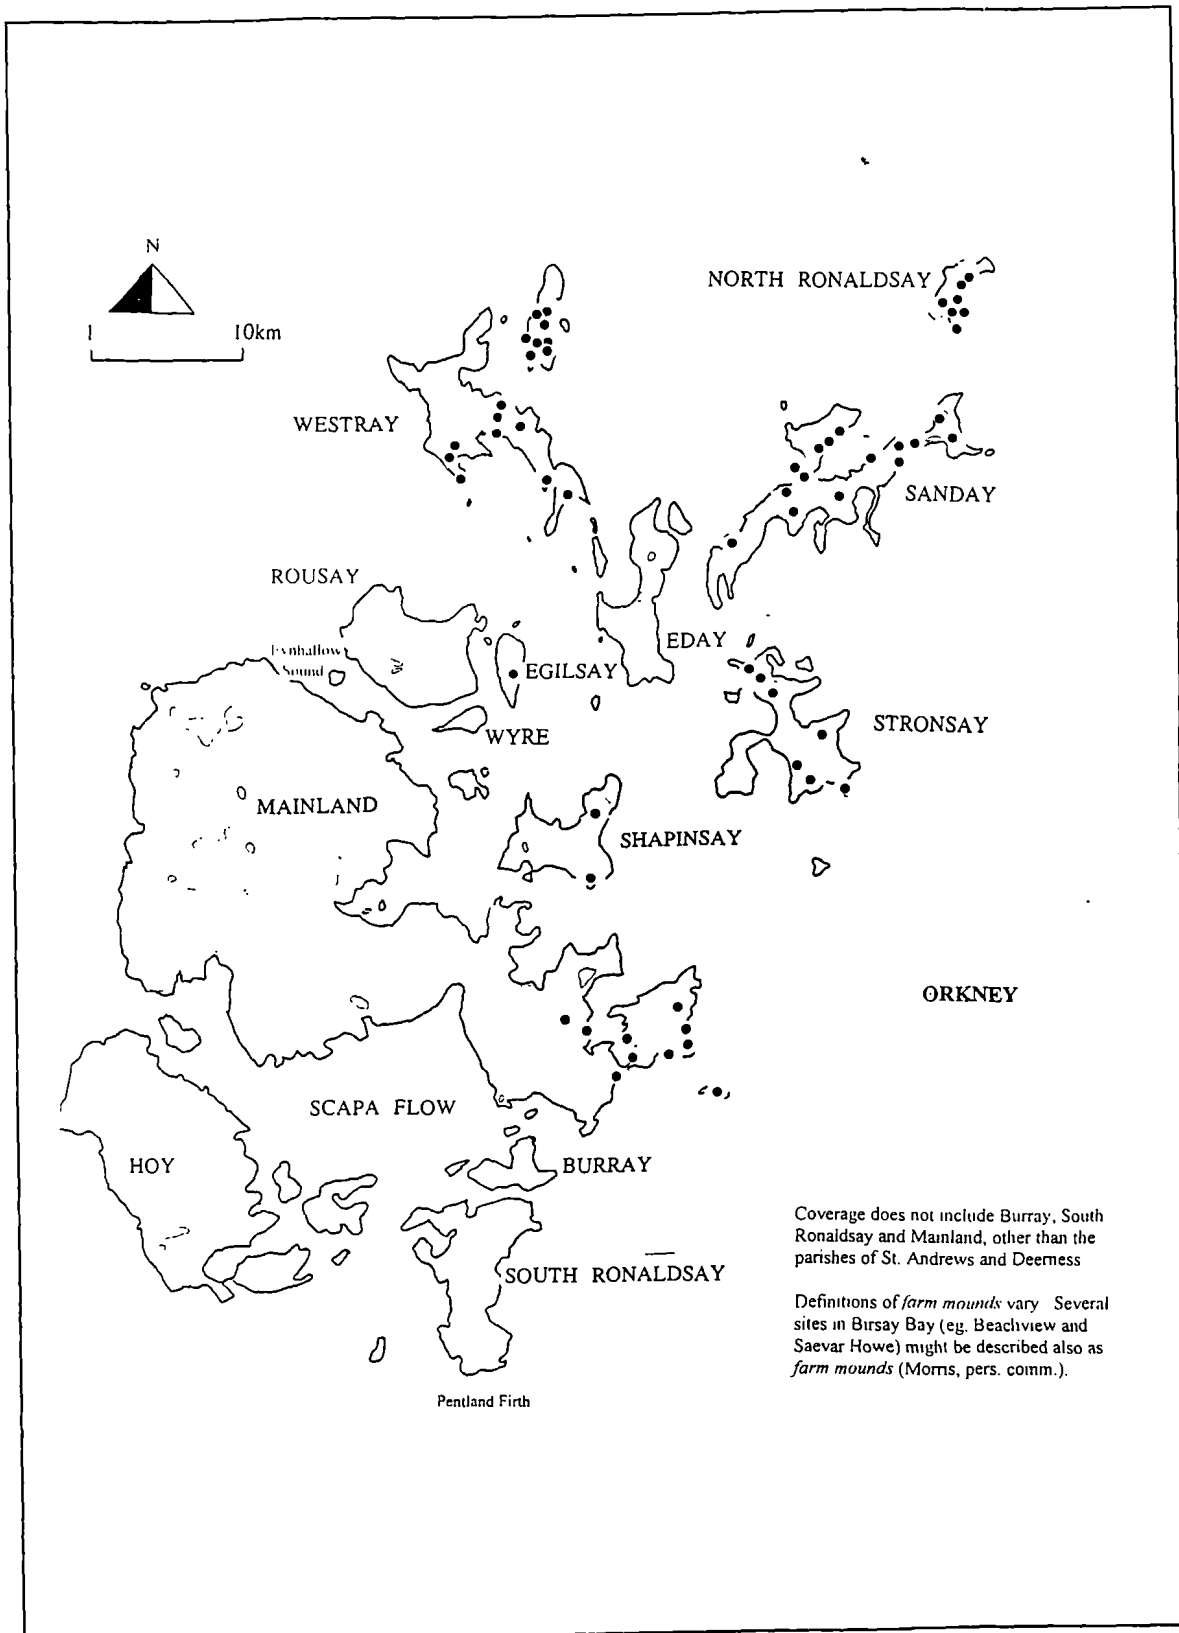 N
1 10km
NORTH RONALDSAY
WESTRAY
SANDAY
ROUSAY
Eynhallow
Sound
EDAY
EGILSAY
STRONSAY
WYRE
MAINLAND
SHAPINSAY
ORKNEY
SCAPA FLOW
HOY
BURRAY
SOUTH RONALDSAY
Pentland Firth
Coverage does not include Burray, South
Ronaldsay and Mainland, other than the
parishes of St. Andrews and Deerness
Definitions of farm mounds vary Several
sites in Birsay Bay (eg. Beachview and
Saevar Howe) might be described also as
farm mounds (Morris, pers. comm.).